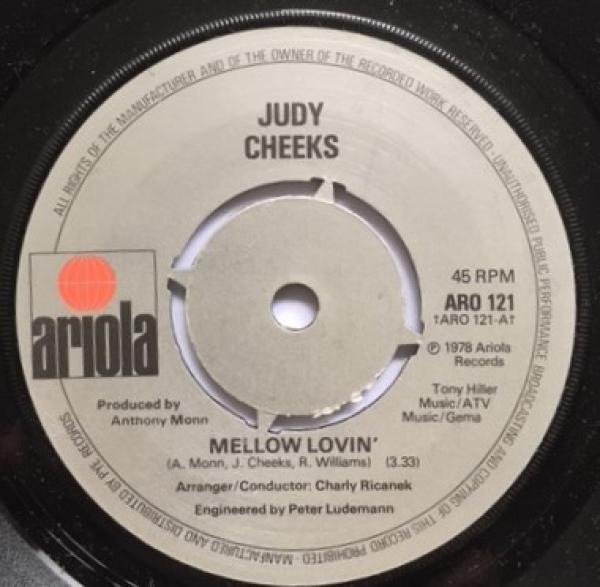 ALL RIGHTS OF THE MANUFACTURER AND OF THE OWNER OF THE RECORDED WORK RESERVED · UNAUTHORISED PUBLIC PERFORMANCE BROADCASTING AND COPYING OF THIS RECORD PROHIBITED · MANUFACTURED AND DISTRIBUTED BY PYE RECORDS
JUDY
CHEEKS
ariola
45 RPM
ARO 121
†ARO 121-A†
℗ 1978 Ariola
Records
Tony Hiller
Music/ATV
Music/Gema
Produced by
Anthony Monn
MELLOW LOVIN'
(A. Monn, J. Cheeks, R. Williams) (3.33)
Arranger/Conductor: Charly Ricanek
Engineered by Peter Ludemann